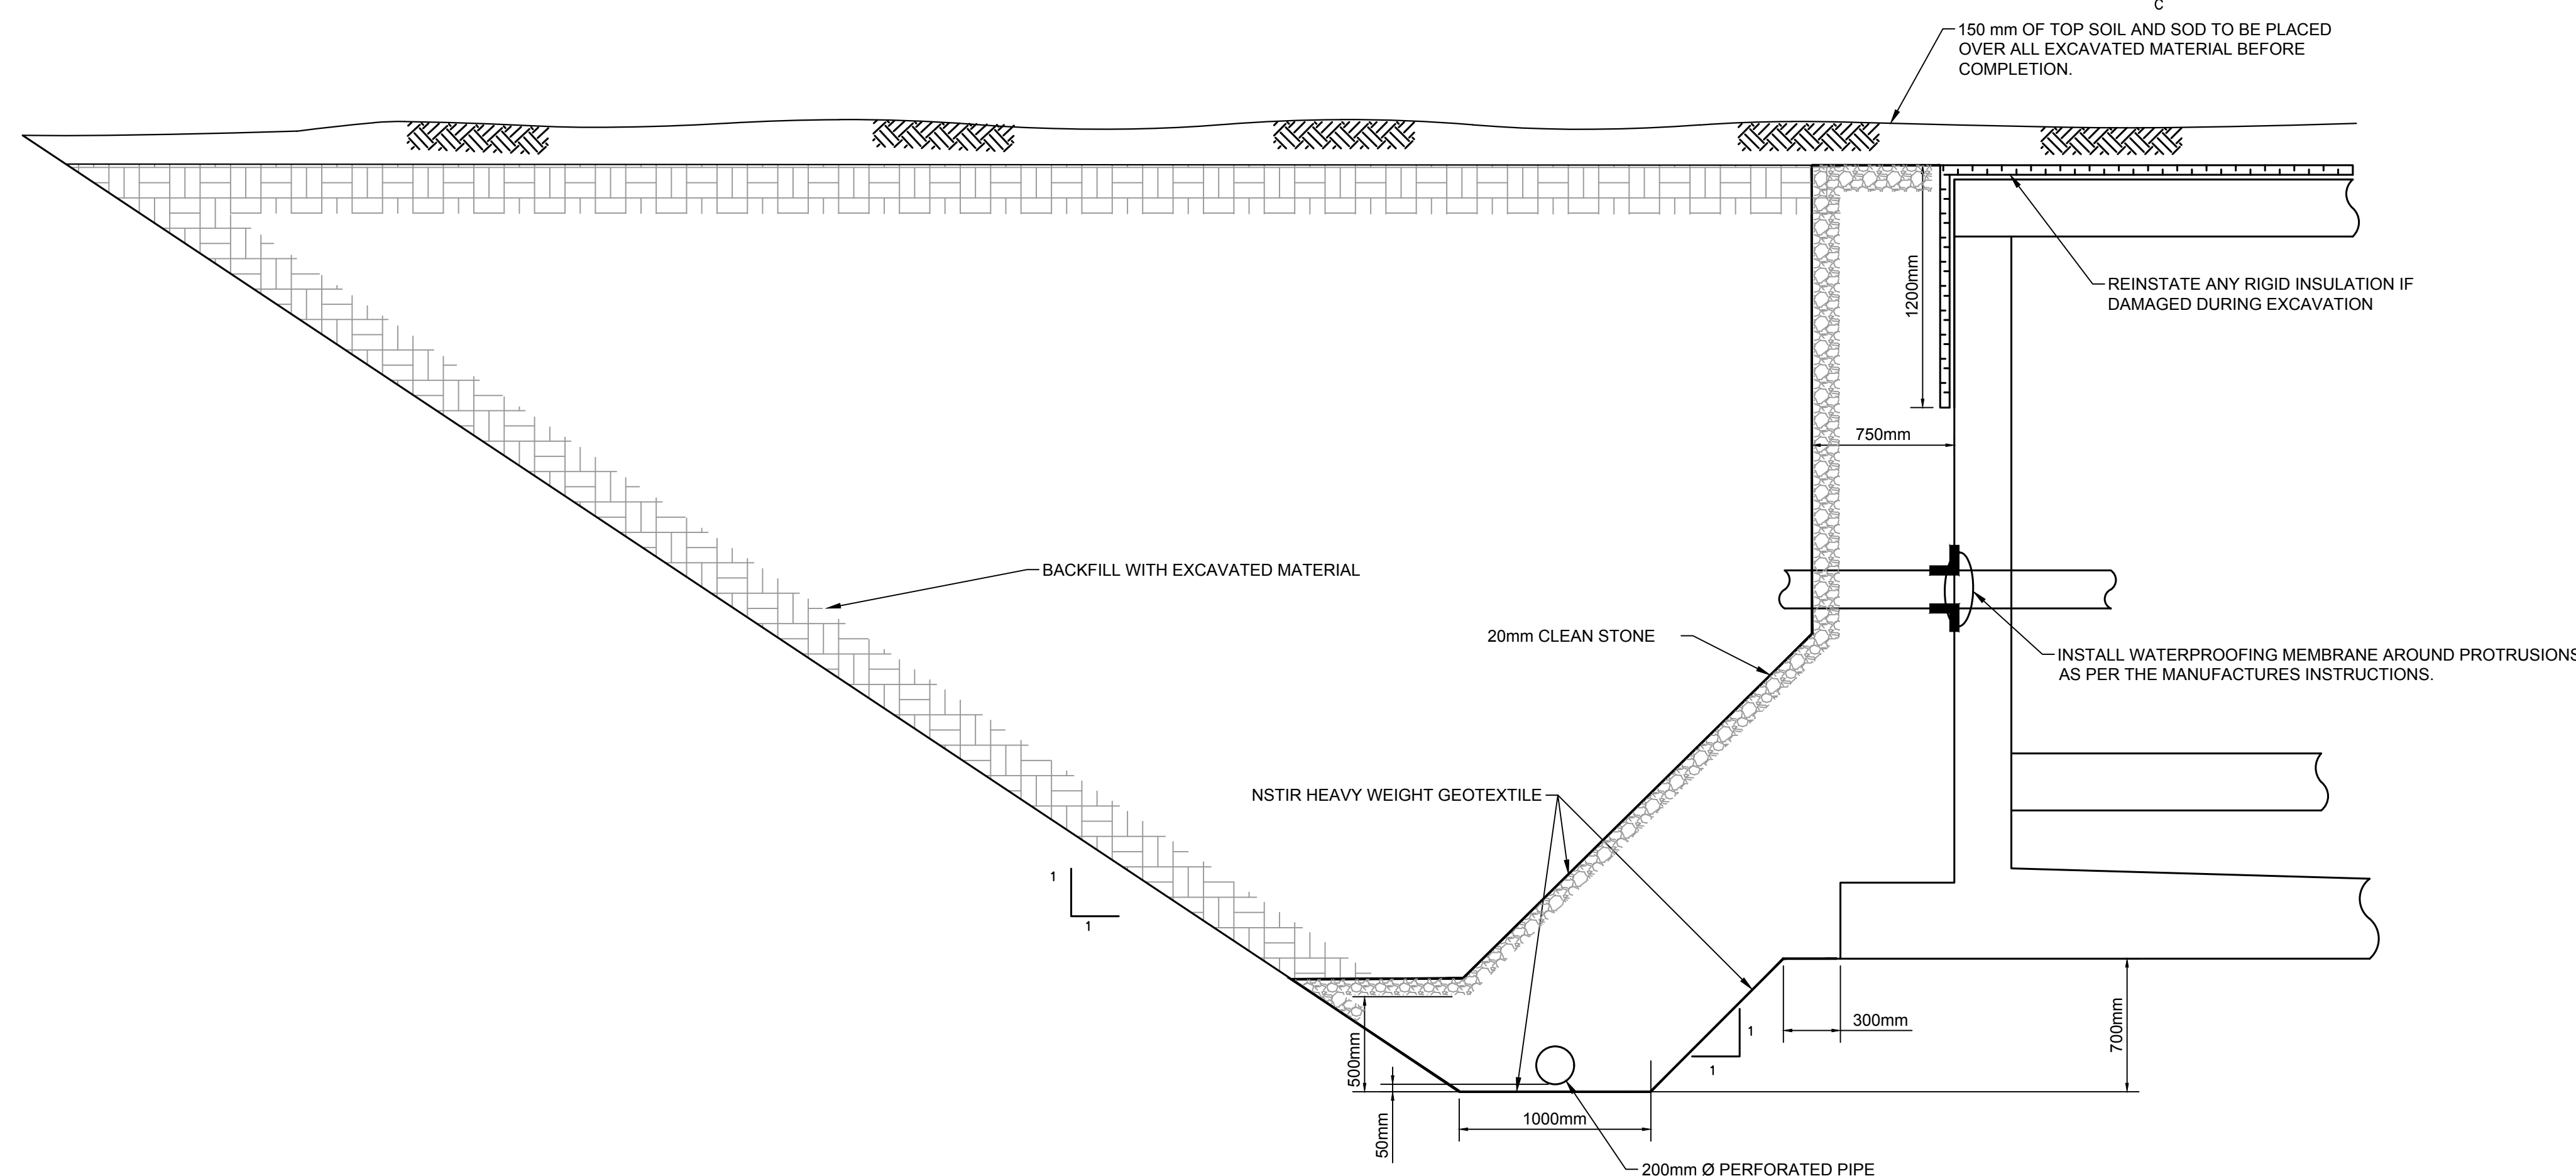 C
150 mm OF TOP SOIL AND SOD TO BE PLACED
OVER ALL EXCAVATED MATERIAL BEFORE
COMPLETION.
REINSTATE ANY RIGID INSULATION IF
DAMAGED DURING EXCAVATION
1200mm
750mm
BACKFILL WITH EXCAVATED MATERIAL
20mm CLEAN STONE
INSTALL WATERPROOFING MEMBRANE AROUND PROTRUSIONS
AS PER THE MANUFACTURES INSTRUCTIONS.
NSTIR HEAVY WEIGHT GEOTEXTILE
1
1
300mm
700mm
1
1
500mm
50mm
1000mm
200mm Ø PERFORATED PIPE